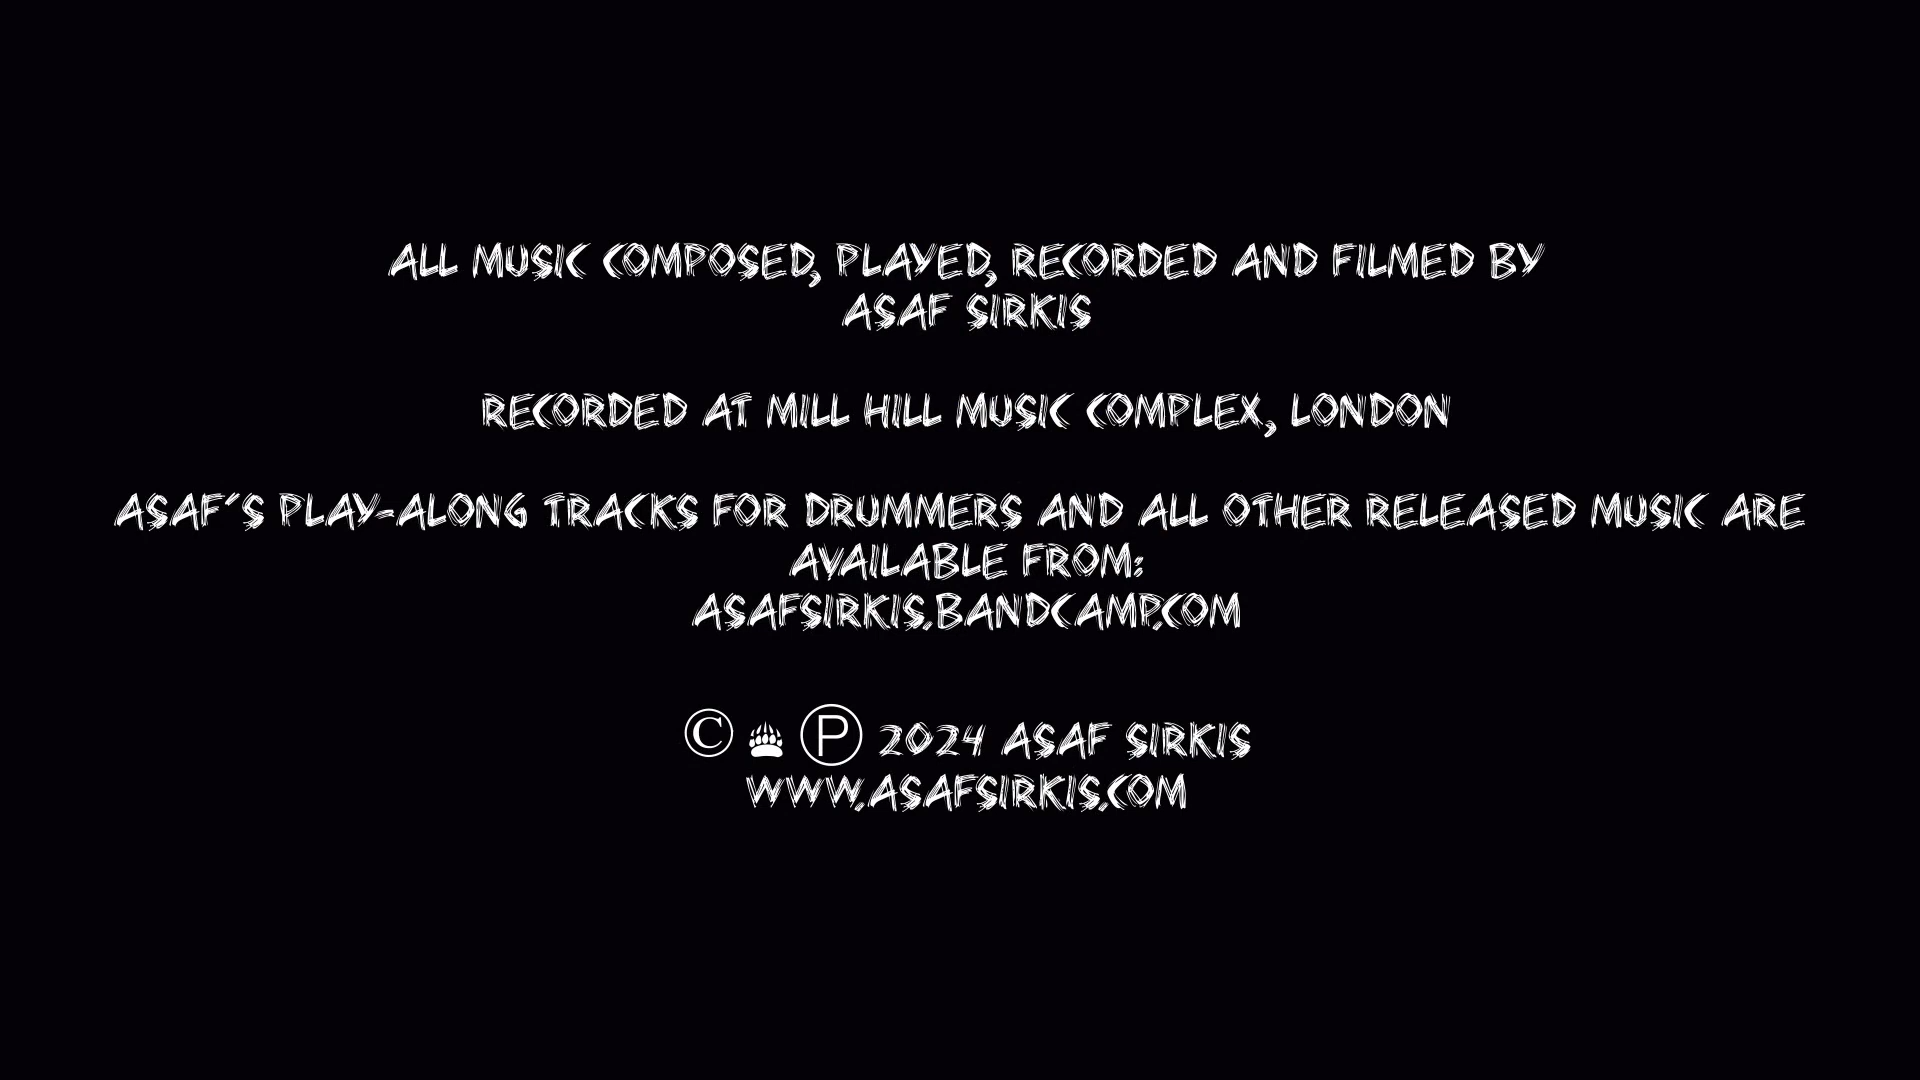 ALL MUSIC COMPOSED, PLAYED, RECORDED AND FILMED BY
ASAF SIRKIS
RECORDED AT MILL HILL MUSIC COMPLEX, LONDON
ASAF'S PLAY-ALONG TRACKS FOR DRUMMERS AND ALL OTHER RELEASED MUSIC ARE
AVAILABLE FROM:
ASAFSIRKIS.BANDCAMP.COM
© ℗ 2024 ASAF SIRKIS
WWW.ASAFSIRKIS.COM